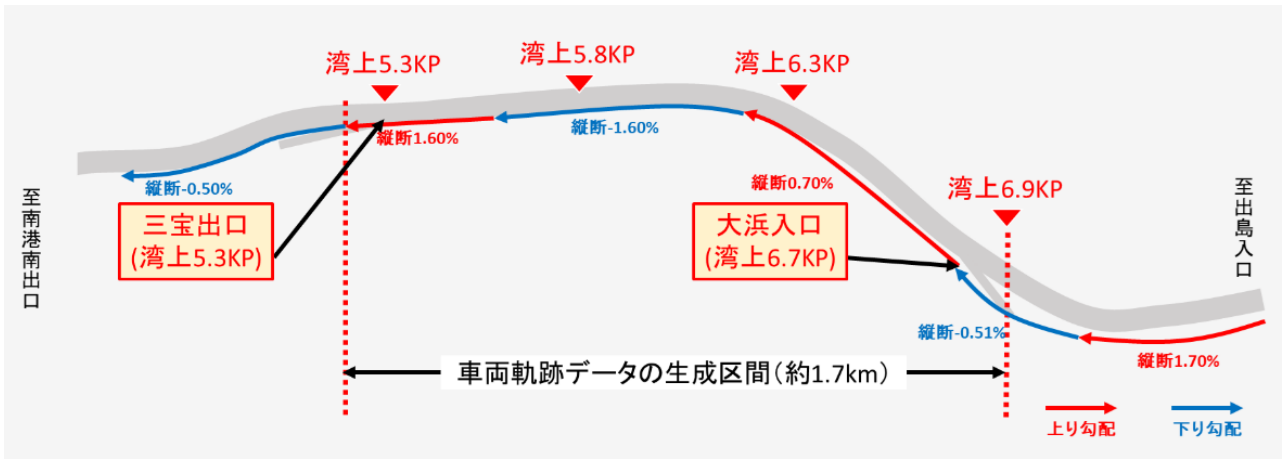 湾上5.3KP
湾上5.8KP
湾上6.3KP
縦断1.60%
縦断-1.60%
縦断-0.50%
縦断0.70%
湾上6.9KP
至南港南出口
三宝出口
(湾上5.3KP)
大浜入口
(湾上6.7KP)
至出島入口
縦断-0.51%
縦断1.70%
車両軌跡データの生成区間(約1.7km)
上り勾配
下り勾配